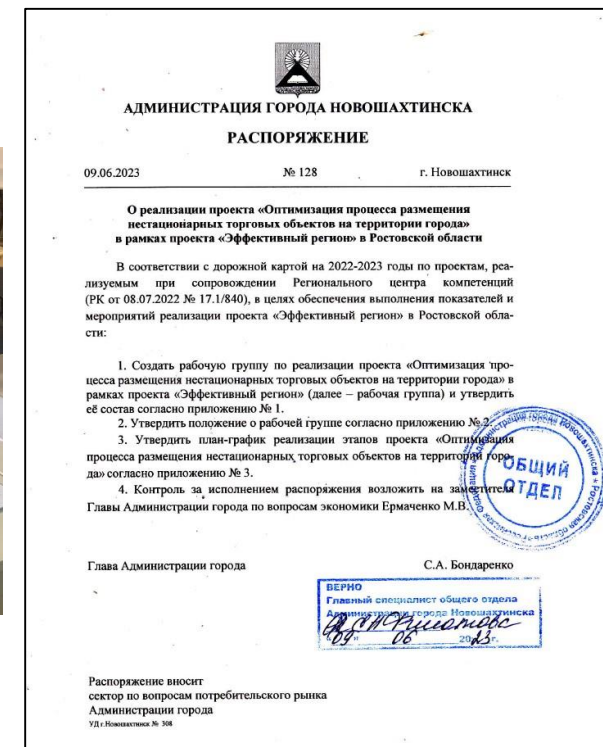 АДМИНИСТРАЦИЯ ГОРОДА НОВОШАХТИНСКА
РАСПОРЯЖЕНИЕ
09.06.2023 № 128 г. Новошахтинск
О реализации проекта «Оптимизация процесса размещения
нестационарных торговых объектов на территории города»
в рамках проекта «Эффективный регион» в Ростовской области
В соответствии с дорожной картой на 2022-2023 годы по проектам, реа-
лизуемым при сопровождении Регионального центра компетенций
(РК от 08.07.2022 № 17.1/840), в целях обеспечения выполнения показателей и
мероприятий реализации проекта «Эффективный регион» в Ростовской обла-
сти:
1. Создать рабочую группу по реализации проекта «Оптимизация про-
цесса размещения нестационарных торговых объектов на территории города» в
рамках проекта «Эффективный регион» (далее – рабочая группа) и утвердить
её состав согласно приложению № 1.
2. Утвердить положение о рабочей группе согласно приложению № 2.
3. Утвердить план-график реализации этапов проекта «Оптимизация
процесса размещения нестационарных торговых объектов на территории горо-
да» согласно приложению № 3.
4. Контроль за исполнением распоряжения возложить на заместителя
Главы Администрации города по вопросам экономики Ермаченко М.В.
ОБЩИЙ
ОТДЕЛ
Глава Администрации города С.А. Бондаренко
ВЕРНО
Главный специалист общего отдела
Администрации города Новошахтинска
"09" 06 2023г.
Распоряжение вносит
сектор по вопросам потребительского рынка
Администрации города
УД г.Новошахтинск № 308